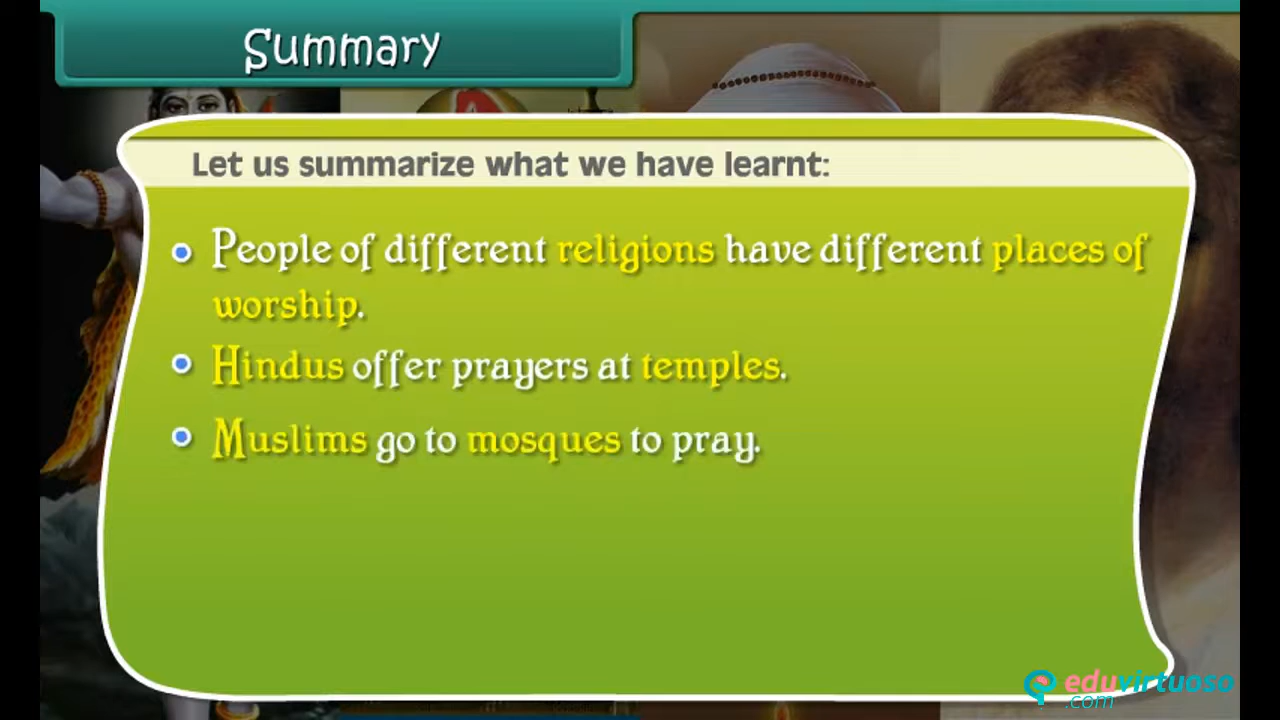 Summary
Let us summarize what we have learnt:
People of different religions have different places of
worship.
Hindus offer prayers at temples.
Muslims go to mosques to pray.
eduvirtuoso
.com